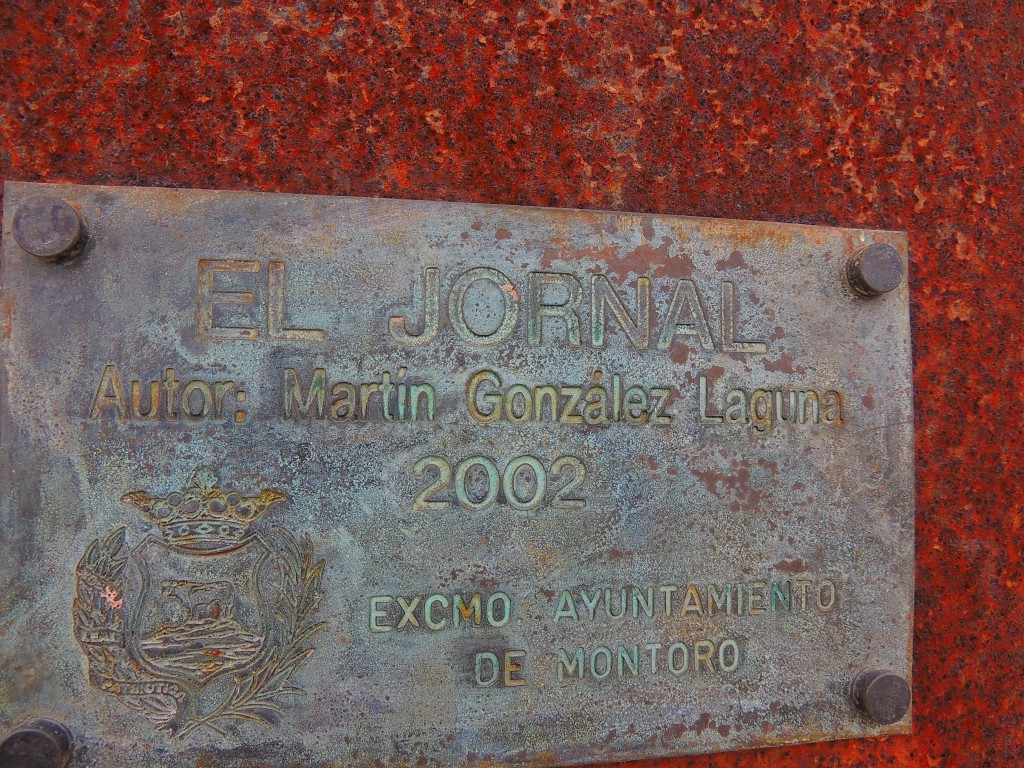 EL JORNAL
Autor: Martín González Laguna
2002
EXCMO. AYUNTAMIENTO
DE MONTORO